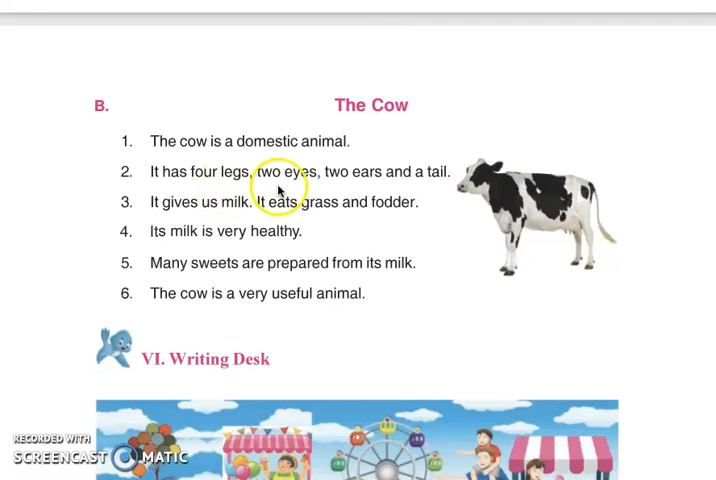 B. The Cow
1. The cow is a domestic animal.
2. It has four legs, two eyes, two ears and a tail.
3. It gives us milk. It eats grass and fodder.
4. Its milk is very healthy.
5. Many sweets are prepared from its milk.
6. The cow is a very useful animal.
VI. Writing Desk
RECORDED WITH
SCREENCAST MATIC